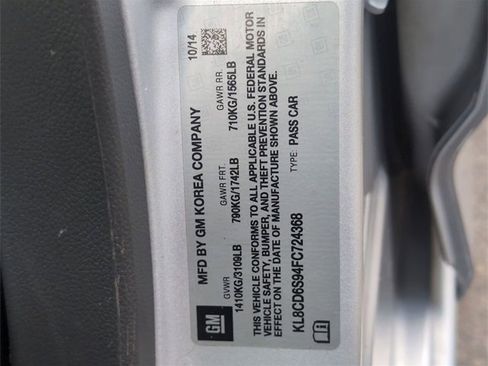 MFD BY GM KOREA COMPANY 10/14
GVWR GAWR FRT GAWR RR
1410KG/3109LB 790KG/1742LB 710KG/1565LB
THIS VEHICLE CONFORMS TO ALL APPLICABLE U.S. FEDERAL MOTOR
VEHICLE SAFETY, BUMPER, AND THEFT PREVENTION STANDARDS IN
EFFECT ON THE DATE OF MANUFACTURE SHOWN ABOVE.
TYPE: PASS CAR
KL8CD6S94FC724368
GM